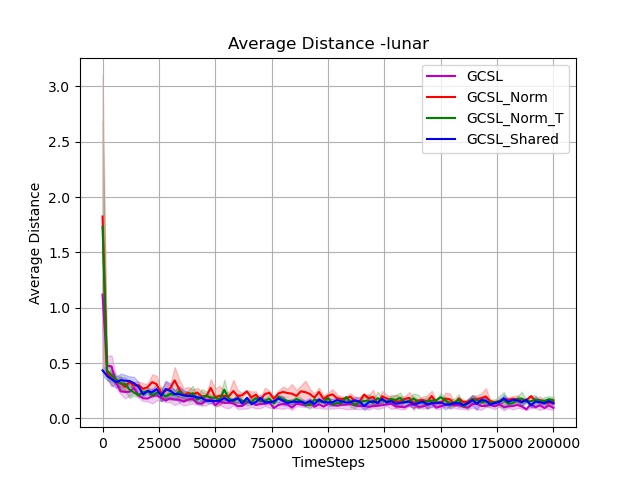 Average Distance -lunar
GCSL
GCSL_Norm
GCSL_Norm_T
GCSL_Shared
Average Distance
3.0
2.5
2.0
1.5
1.0
0.5
0.0
0 25000 50000 75000 100000 125000 150000 175000 200000
TimeSteps